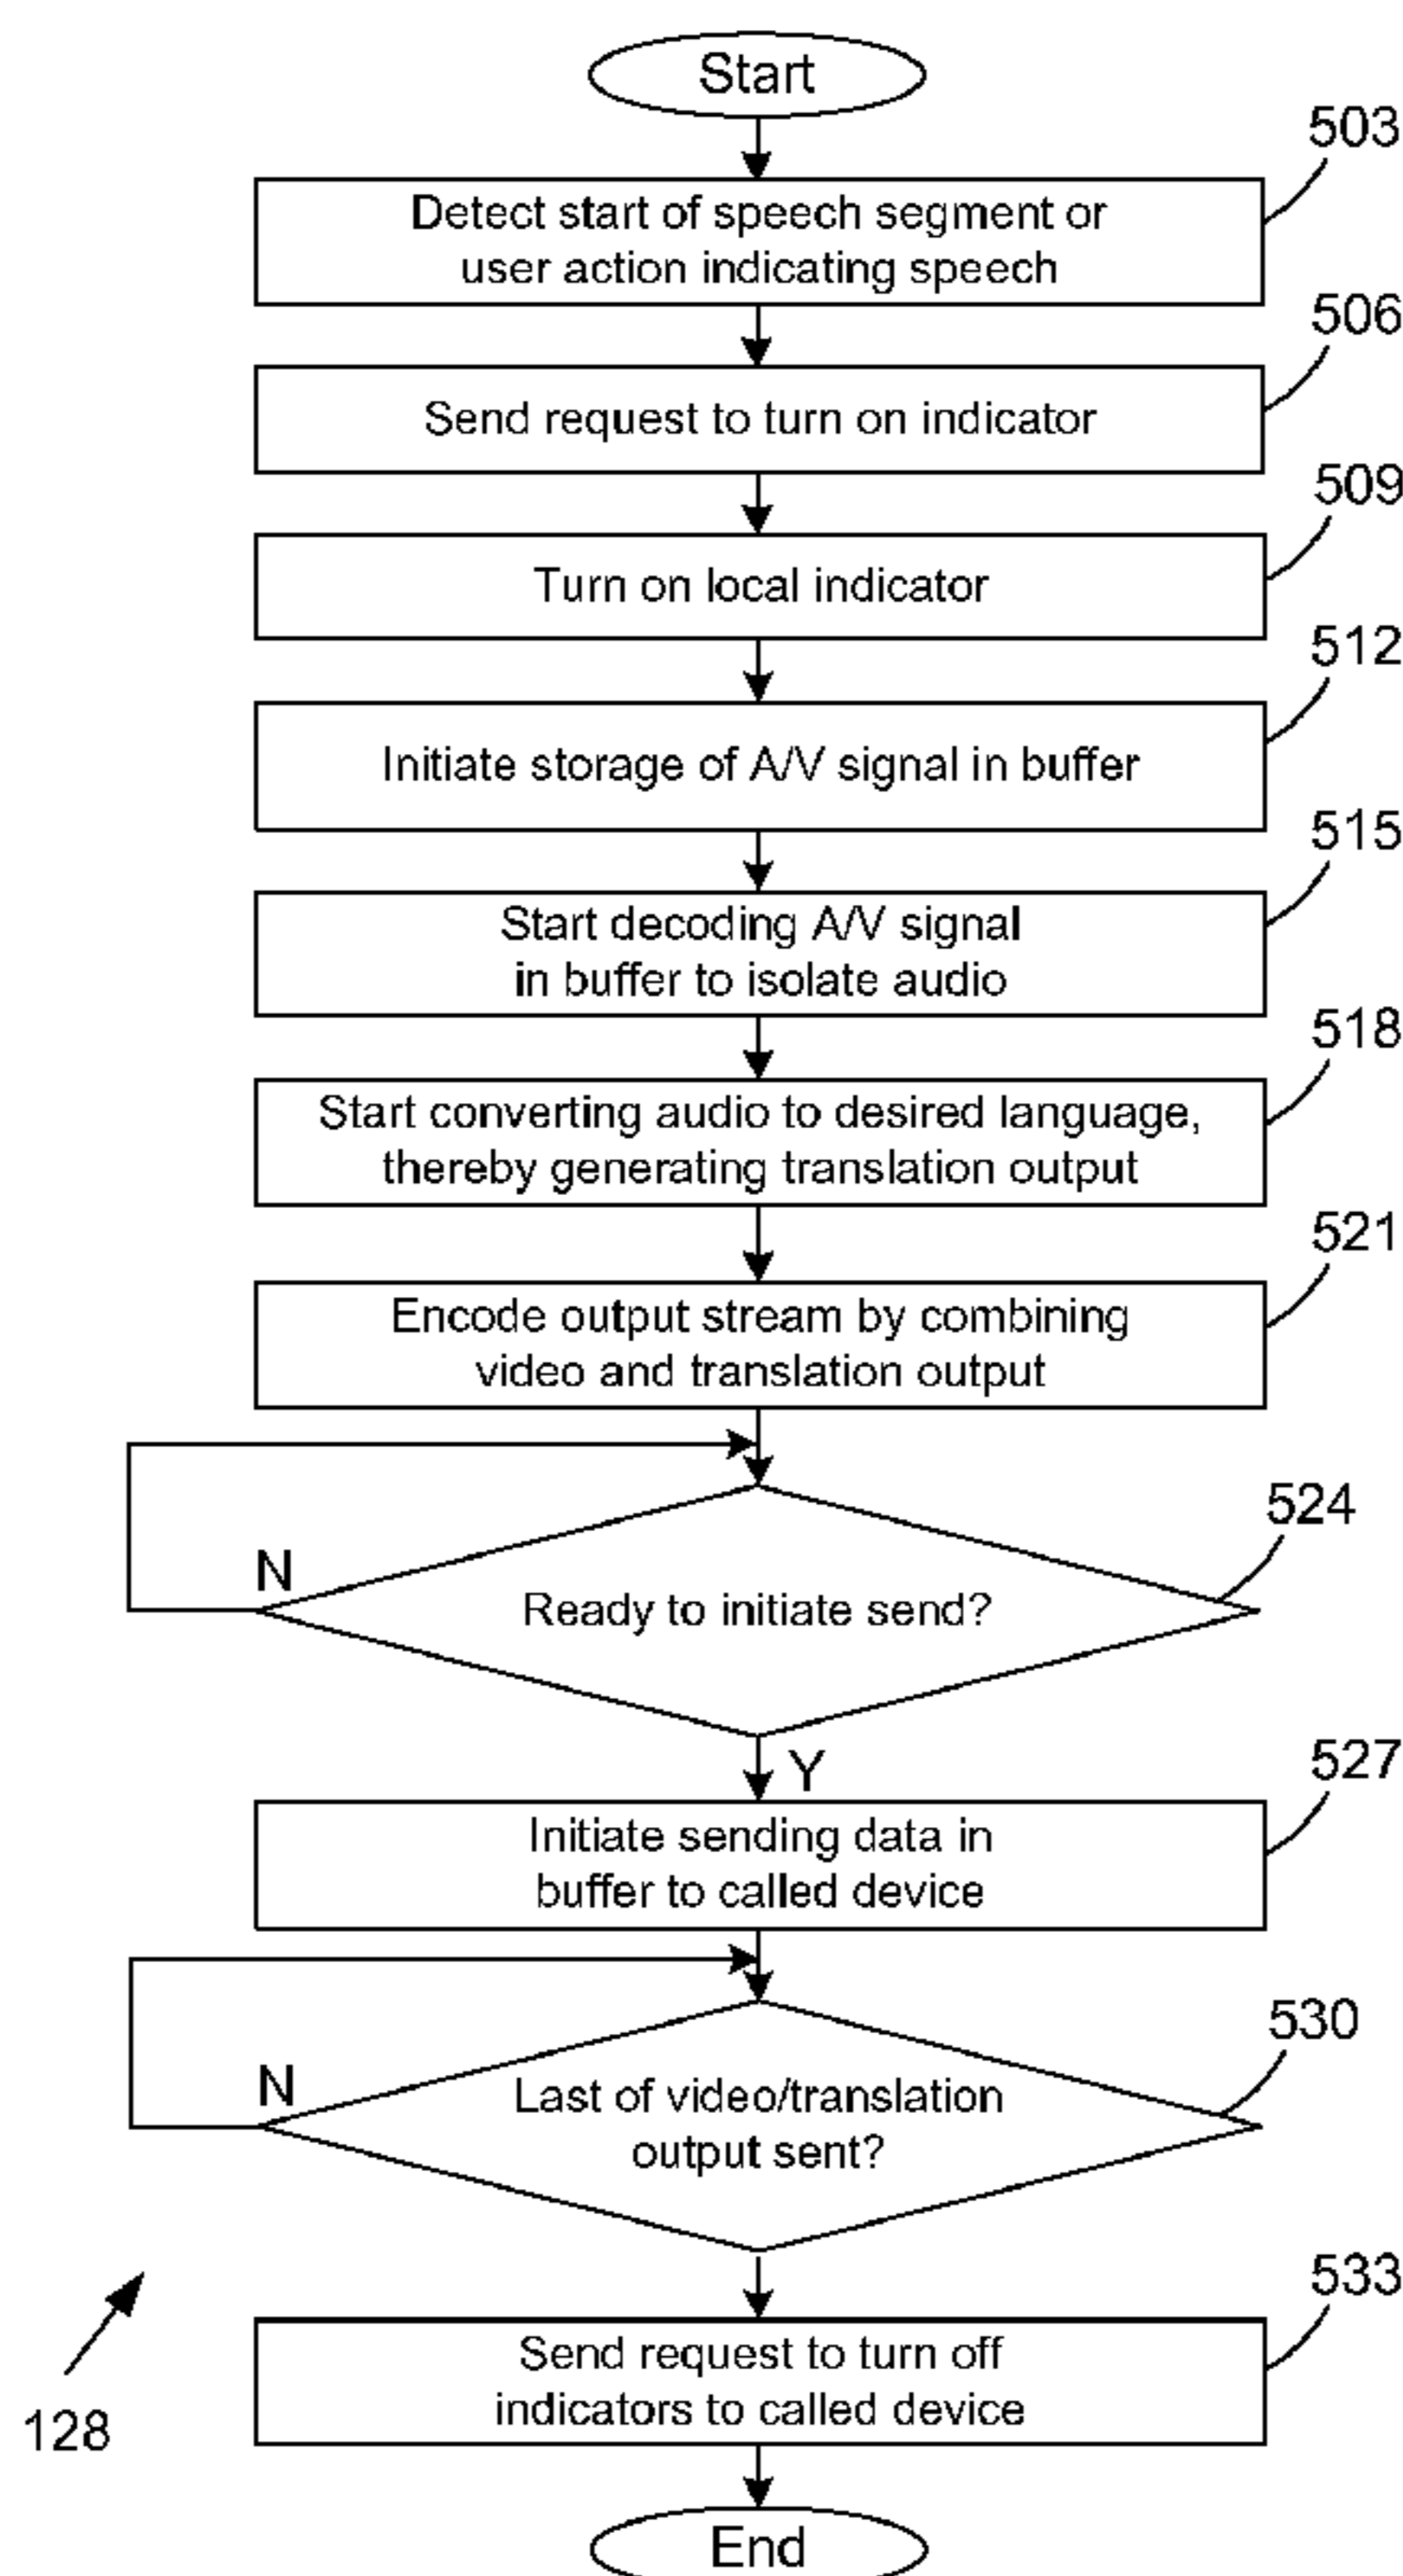 Start
503
Detect start of speech segment or
user action indicating speech
506
Send request to turn on indicator
509
Turn on local indicator
512
Initiate storage of A/V signal in buffer
515
Start decoding A/V signal
in buffer to isolate audio
518
Start converting audio to desired language,
thereby generating translation output
521
Encode output stream by combining
video and translation output
524
N
Ready to initiate send?
Y
527
Initiate sending data in
buffer to called device
530
N
Last of video/translation
output sent?
533
Send request to turn off
indicators to called device
128
End